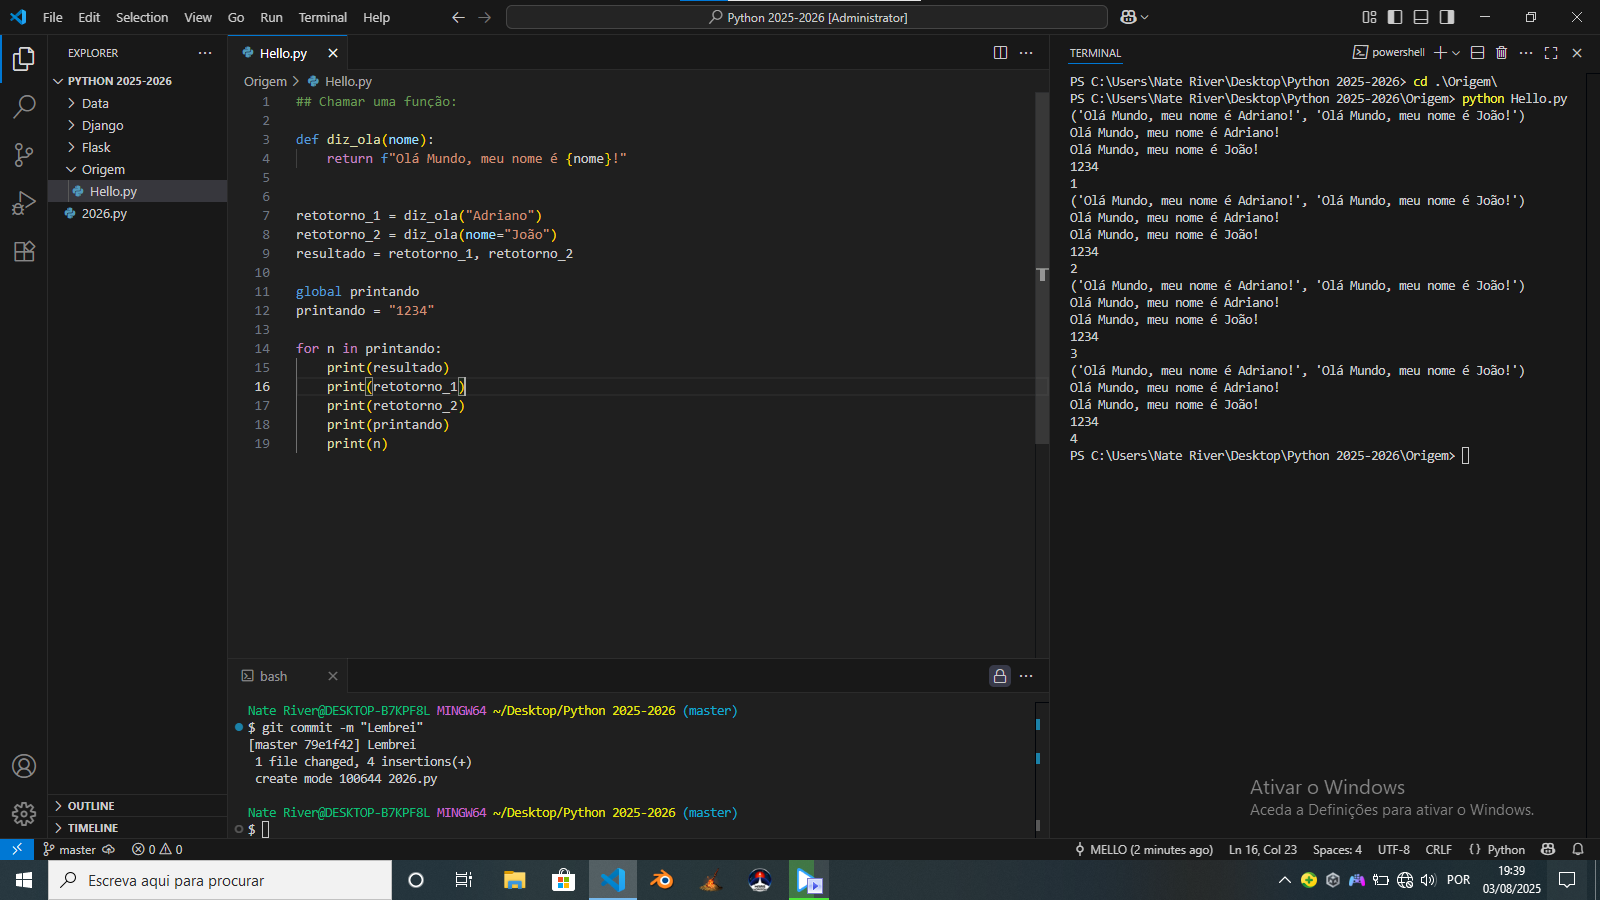 File Edit Selection View Go Run Terminal Help
Python 2025-2026 [Administrator]
EXPLORER
PYTHON 2025-2026
Data
Django
Flask
Origem
Hello.py
2026.py
OUTLINE
TIMELINE
Hello.py
Origem > Hello.py
1 ## Chamar uma função:
2
3 def diz_ola(nome):
4     return f"Olá Mundo, meu nome é {nome}!"
5
6
7 retotorno_1 = diz_ola("Adriano")
8 retotorno_2 = diz_ola(nome="João")
9 resultado = retotorno_1, retotorno_2
10
11 global printando
12 printando = "1234"
13
14 for n in printando:
15     print(resultado)
16     print(retotorno_1)
17     print(retotorno_2)
18     print(printando)
19     print(n)
bash
Nate River@DESKTOP-B7KPF8L MINGW64 ~/Desktop/Python 2025-2026 (master)
$ git commit -m "Lembrei"
[master 79e1f42] Lembrei
 1 file changed, 4 insertions(+)
 create mode 100644 2026.py
Nate River@DESKTOP-B7KPF8L MINGW64 ~/Desktop/Python 2025-2026 (master)
$
TERMINAL
powershell
PS C:\Users\Nate River\Desktop\Python 2025-2026> cd .\Origem\
PS C:\Users\Nate River\Desktop\Python 2025-2026\Origem> python Hello.py
('Olá Mundo, meu nome é Adriano!', 'Olá Mundo, meu nome é João!')
Olá Mundo, meu nome é Adriano!
Olá Mundo, meu nome é João!
1234
1
('Olá Mundo, meu nome é Adriano!', 'Olá Mundo, meu nome é João!')
Olá Mundo, meu nome é Adriano!
Olá Mundo, meu nome é João!
1234
2
('Olá Mundo, meu nome é Adriano!', 'Olá Mundo, meu nome é João!')
Olá Mundo, meu nome é Adriano!
Olá Mundo, meu nome é João!
1234
3
('Olá Mundo, meu nome é Adriano!', 'Olá Mundo, meu nome é João!')
Olá Mundo, meu nome é Adriano!
Olá Mundo, meu nome é João!
1234
4
PS C:\Users\Nate River\Desktop\Python 2025-2026\Origem>
Ativar o Windows
Aceda a Definições para ativar o Windows.
master 0 0 MELLO (2 minutes ago) Ln 16, Col 23 Spaces: 4 UTF-8 CRLF {} Python
Escreva aqui para procurar
POR
19:39
03/08/2025